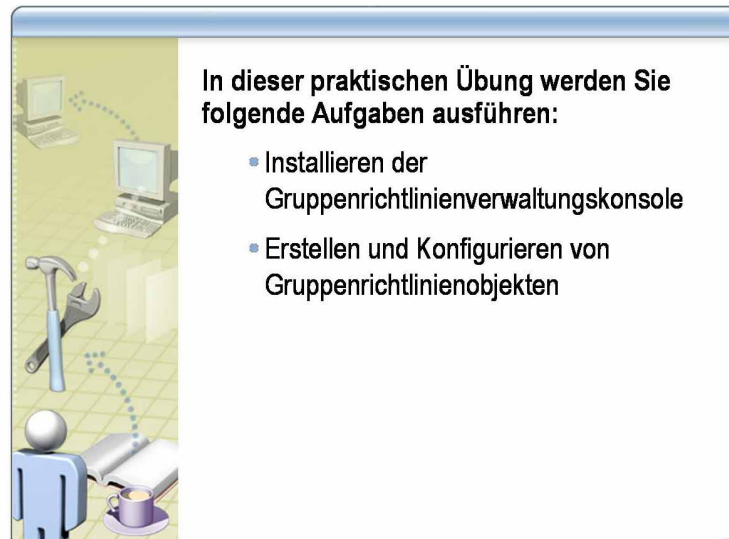 In dieser praktischen Übung werden Sie
folgende Aufgaben ausführen:
Installieren der
Gruppenrichtlinienverwaltungskonsole
Erstellen und Konfigurieren von
Gruppenrichtlinienobjekten